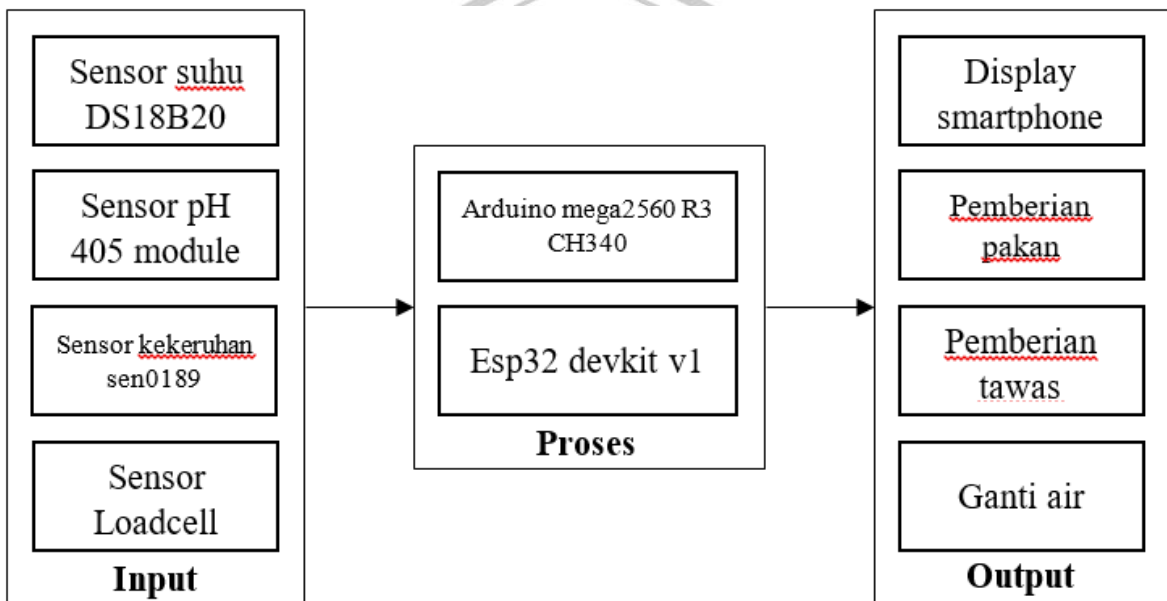 Sensor suhu
DS18B20
Sensor pH
405 module
Sensor kekeruhan
sen0189
Sensor
Loadcell
Input
Arduino mega2560 R3
CH340
Esp32 devkit v1
Proses
Display
smartphone
Pemberian
pakan
Pemberian
tawas
Ganti air
Output